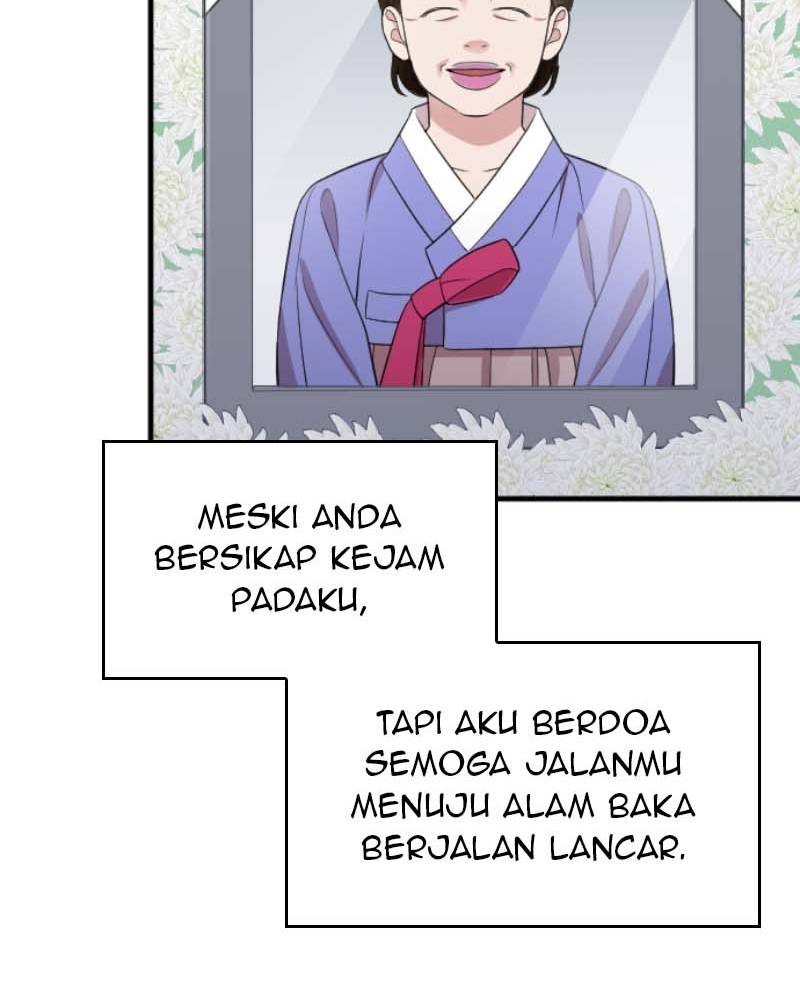 MESKI ANDA
BERSIKAP KEJAM
PADAKU,
TAPI AKU BERDOA
SEMOGA JALANMU
MENUJU ALAM BAKA
BERJALAN LANCAR.